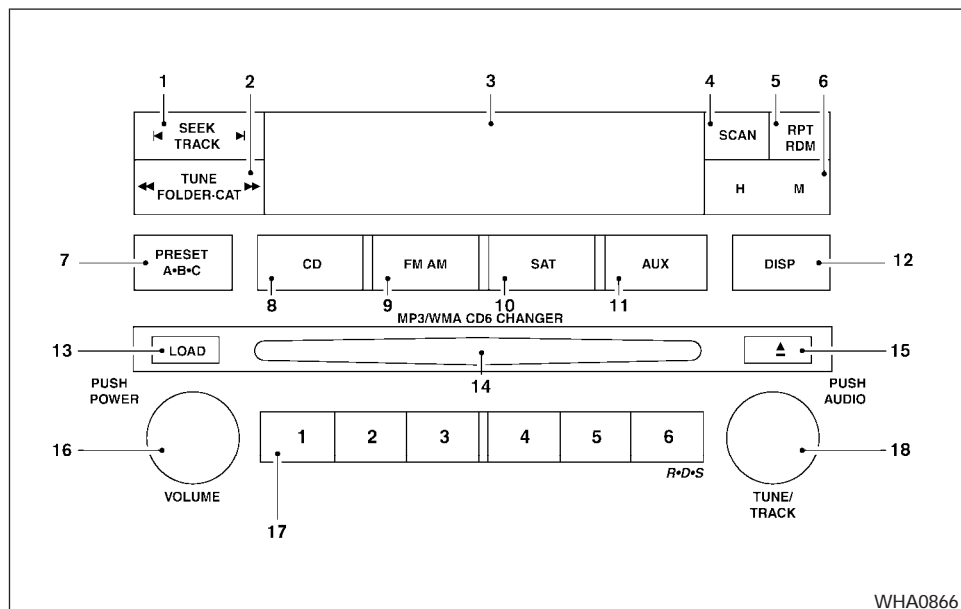 1 2 3 4 5 6
SEEK
TRACK
SCAN
RPT
RDM
TUNE
FOLDER·CAT
H M
7
PRESET
A•B•C
CD
FM AM
SAT
AUX
DISP
12
8 9 10 11
MP3/WMA CD6 CHANGER
13
LOAD
14
15
PUSH
POWER
PUSH
AUDIO
16
1 2 3 4 5 6
18
R•D•S
VOLUME
17
TUNE/
TRACK
WHA0866